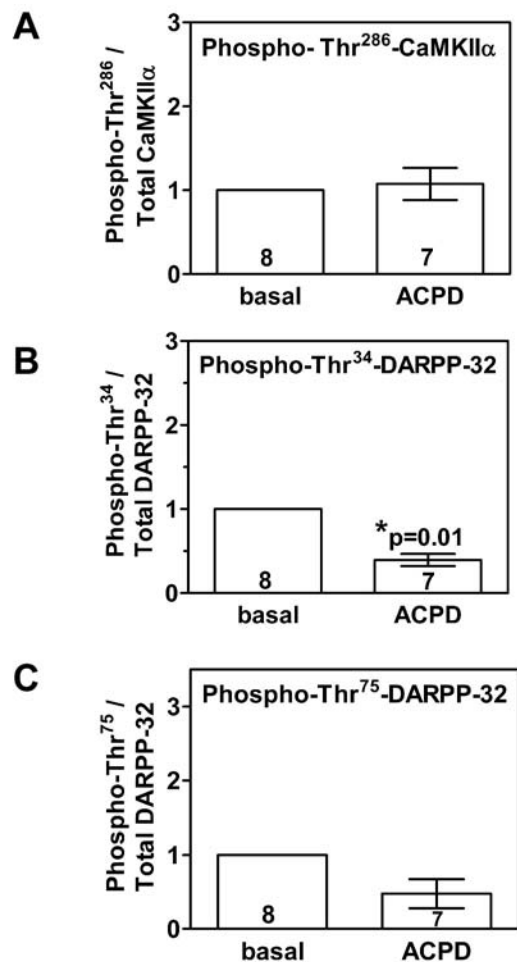 A
Phospho-Thr²⁸⁶ /
Total CaMKIIα
3
2
1
0
Phospho- Thr²⁸⁶-CaMKIIα
8
7
basal
ACPD
B
Phospho-Thr³⁴ /
Total DARPP-32
3
2
1
0
Phospho-Thr³⁴-DARPP-32
*p=0.01
8
7
basal
ACPD
C
Phospho-Thr⁷⁵ /
Total DARPP-32
3
2
1
0
Phospho-Thr⁷⁵-DARPP-32
8
7
basal
ACPD